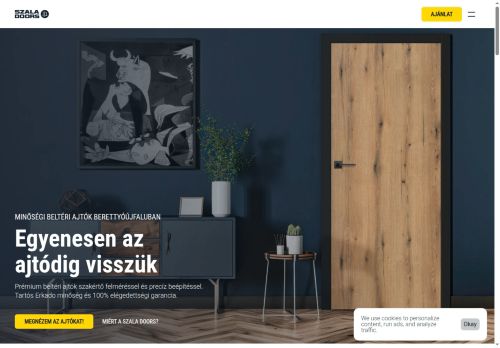 SZALA
DOORS
AJÁNLAT
MINŐSÉGI BELTÉRI AJTÓK BERETTYÓÚJFALUBAN
Egyenesen az
ajtódig visszük
Prémium beltéri ajtók szakértő felméréssel és precíz beépítéssel.
Tartós Erkado minőség és 100% elégedettségi garancia.
MEGNÉZEM AZ AJTÓKAT!
MIÉRT A SZALA DOORS?
We use cookies to personalize
content, run ads, and analyze
traffic.
Okay